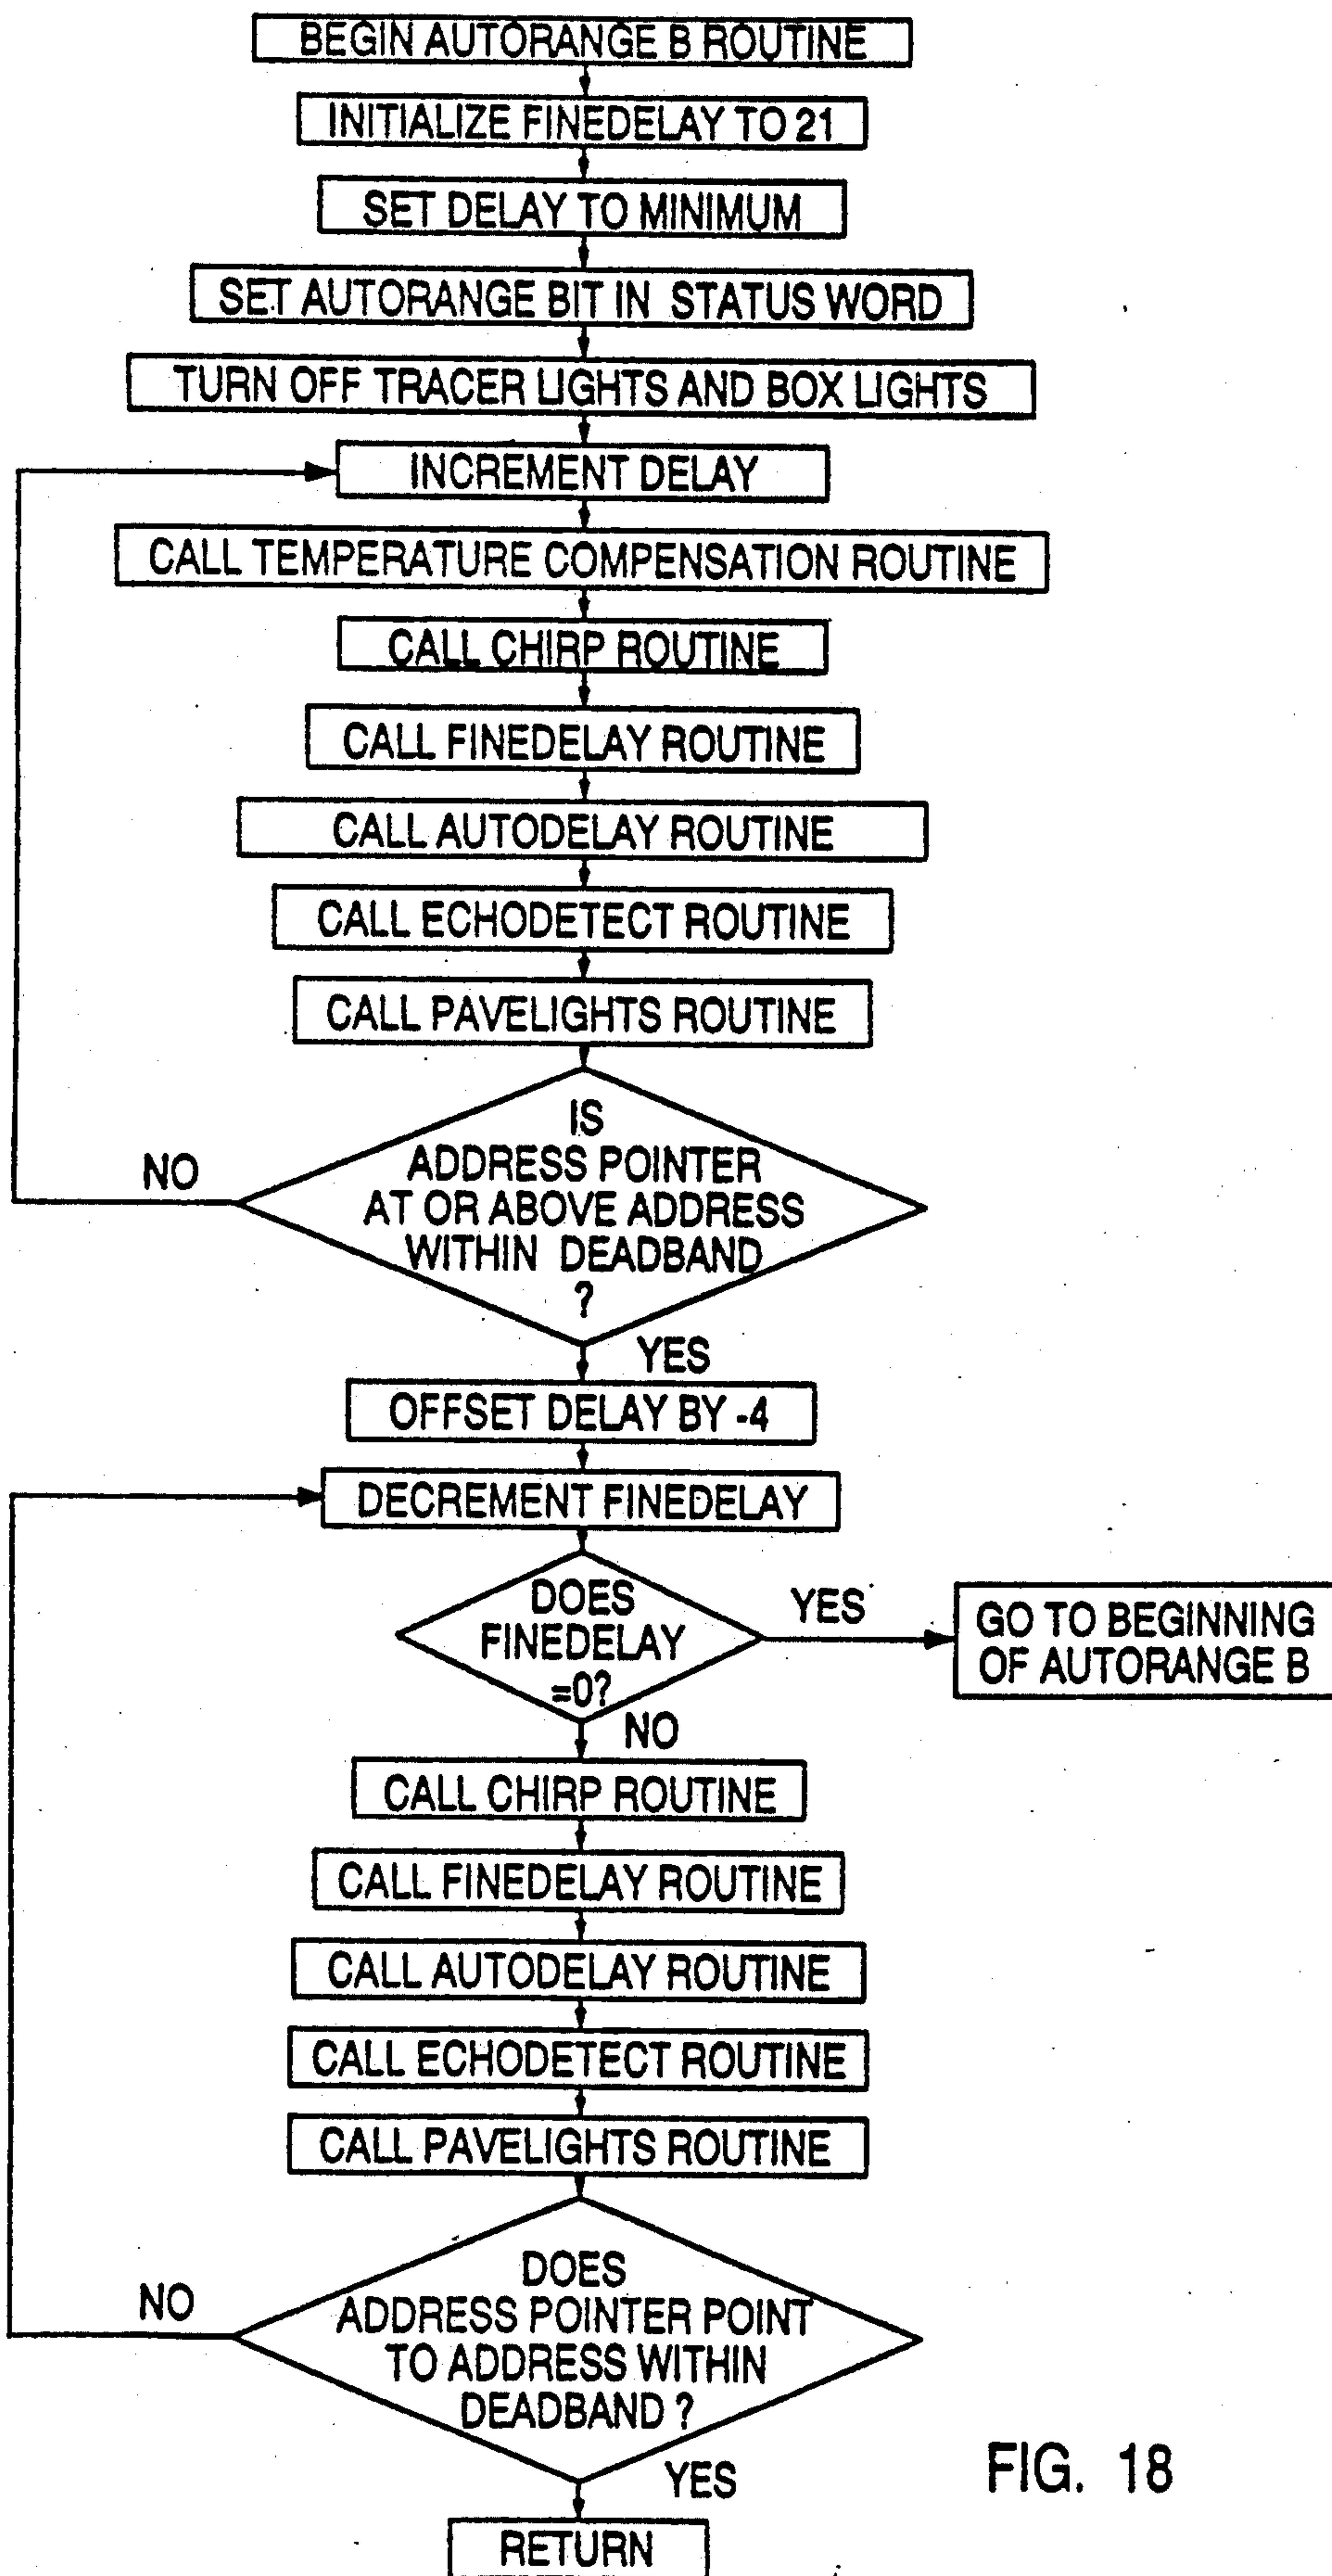 BEGIN AUTORANGE B ROUTINE
INITIALIZE FINEDELAY TO 21
SET DELAY TO MINIMUM
SET AUTORANGE BIT IN STATUS WORD
TURN OFF TRACER LIGHTS AND BOX LIGHTS
INCREMENT DELAY
CALL TEMPERATURE COMPENSATION ROUTINE
CALL CHIRP ROUTINE
CALL FINEDELAY ROUTINE
CALL AUTODELAY ROUTINE
CALL ECHODETECT ROUTINE
CALL PAVELIGHTS ROUTINE
IS
ADDRESS POINTER
AT OR ABOVE ADDRESS
WITHIN DEADBAND
?
NO
YES
OFFSET DELAY BY -4
DECREMENT FINEDELAY
DOES
FINEDELAY
=0?
YES
GO TO BEGINNING
OF AUTORANGE B
NO
CALL CHIRP ROUTINE
CALL FINEDELAY ROUTINE
CALL AUTODELAY ROUTINE
CALL ECHODETECT ROUTINE
CALL PAVELIGHTS ROUTINE
DOES
ADDRESS POINTER POINT
TO ADDRESS WITHIN
DEADBAND ?
NO
YES
RETURN
FIG. 18